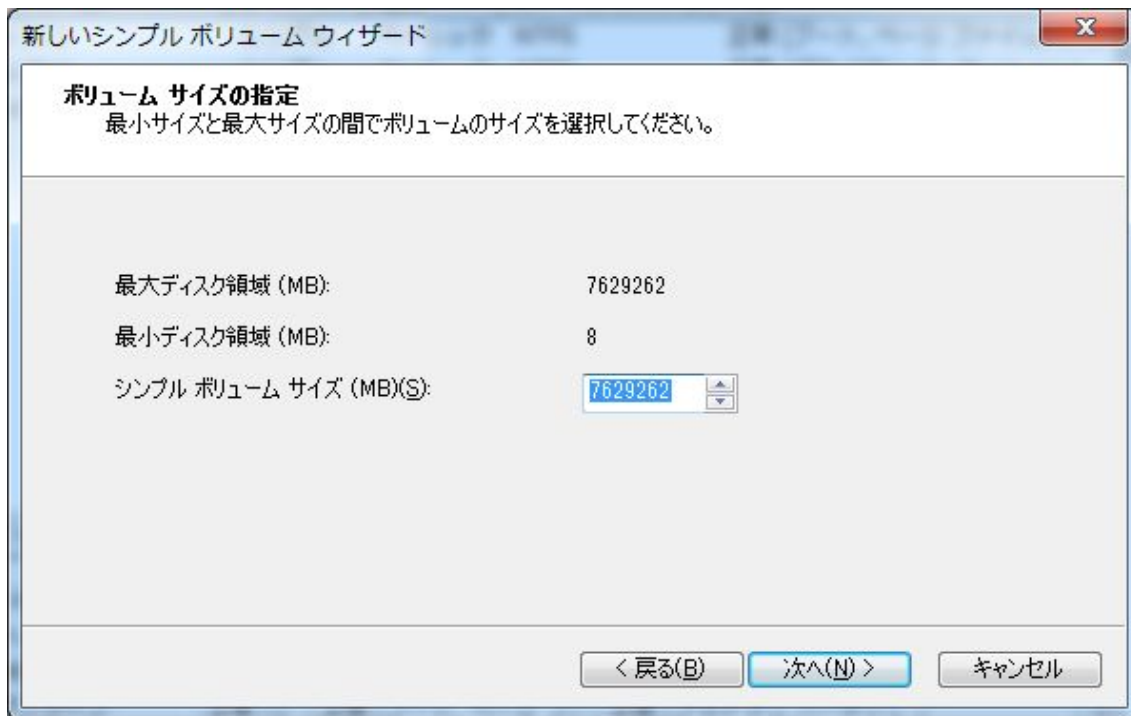 新しいシンプル ボリューム ウィザード
ボリューム サイズの指定
最小サイズと最大サイズの間でボリュームのサイズを選択してください。
最大ディスク領域 (MB): 7629262
最小ディスク領域 (MB): 8
シンプル ボリューム サイズ (MB)(S): 7629262
< 戻る(B) 次へ(N) > キャンセル